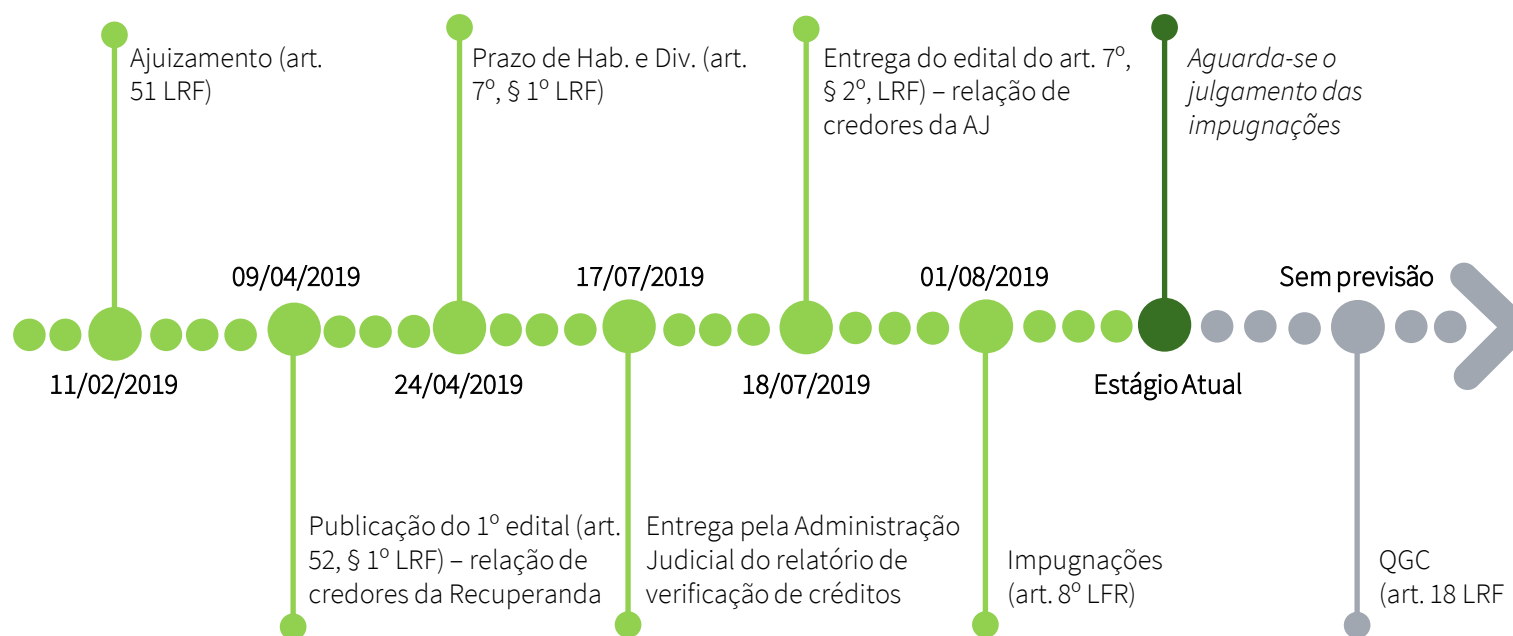 Ajuizamento (art.
51 LRF)
Prazo de Hab. e Div. (art.
7º, § 1º LRF)
Entrega do edital do art. 7º,
§ 2º, LRF) – relação de
credores da AJ
Aguarda-se o
julgamento das
impugnações
09/04/2019
17/07/2019
01/08/2019
Sem previsão
11/02/2019
24/04/2019
18/07/2019
Estágio Atual
Publicação do 1º edital (art.
52, § 1º LRF) – relação de
credores da Recuperanda
Entrega pela Administração
Judicial do relatório de
verificação de créditos
Impugnações
(art. 8º LFR)
QGC
(art. 18 LRF